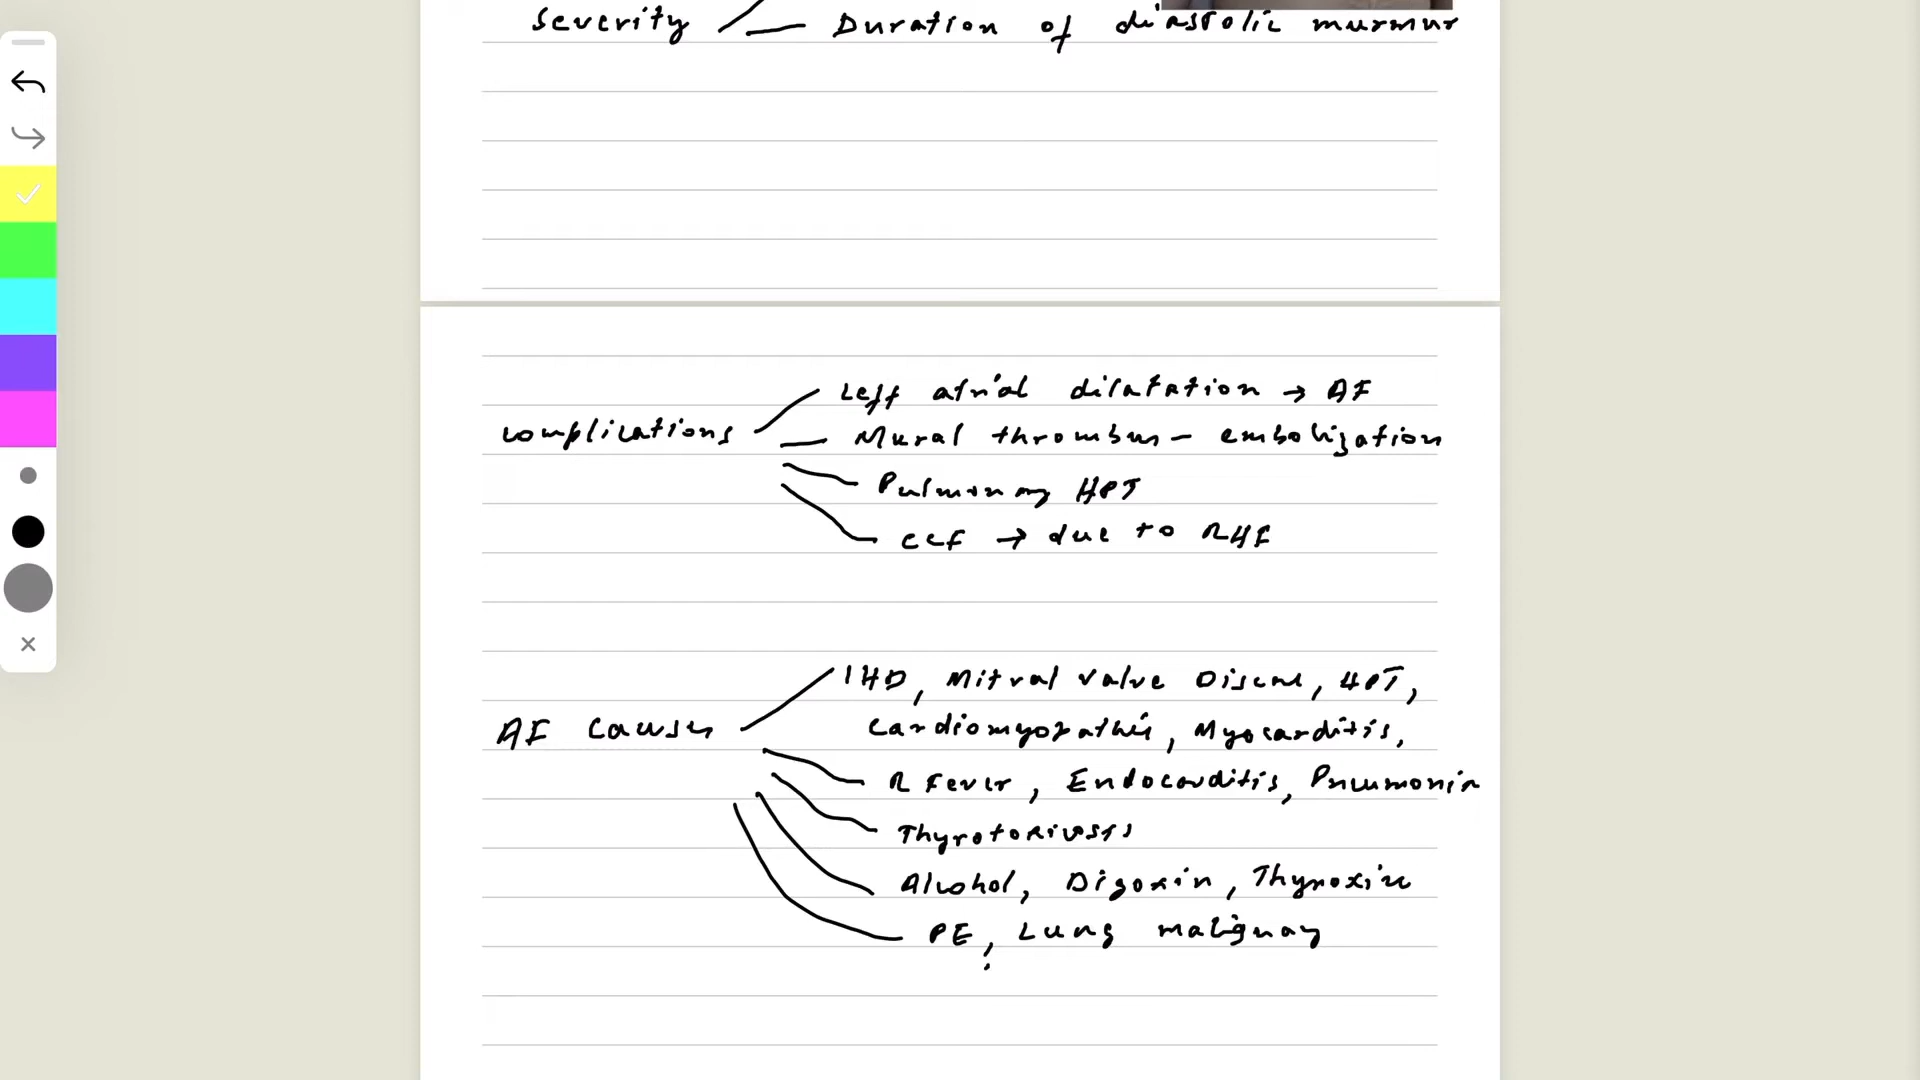 Severity — Duration of diastolic murmur
Complications
Left atrial dilatation → AF
Mural thrombus - embolization
Pulmonary HPT
CCF → due to RHF
AF Causes
IHD, Mitral valve Disease, HPT,
Cardiomyopathis, Myocarditis,
R Fever, Endocarditis, Pneumonia
Thyrotoxicosis
Alcohol, Digoxin, Thyroxine
PE, Lung malignancy